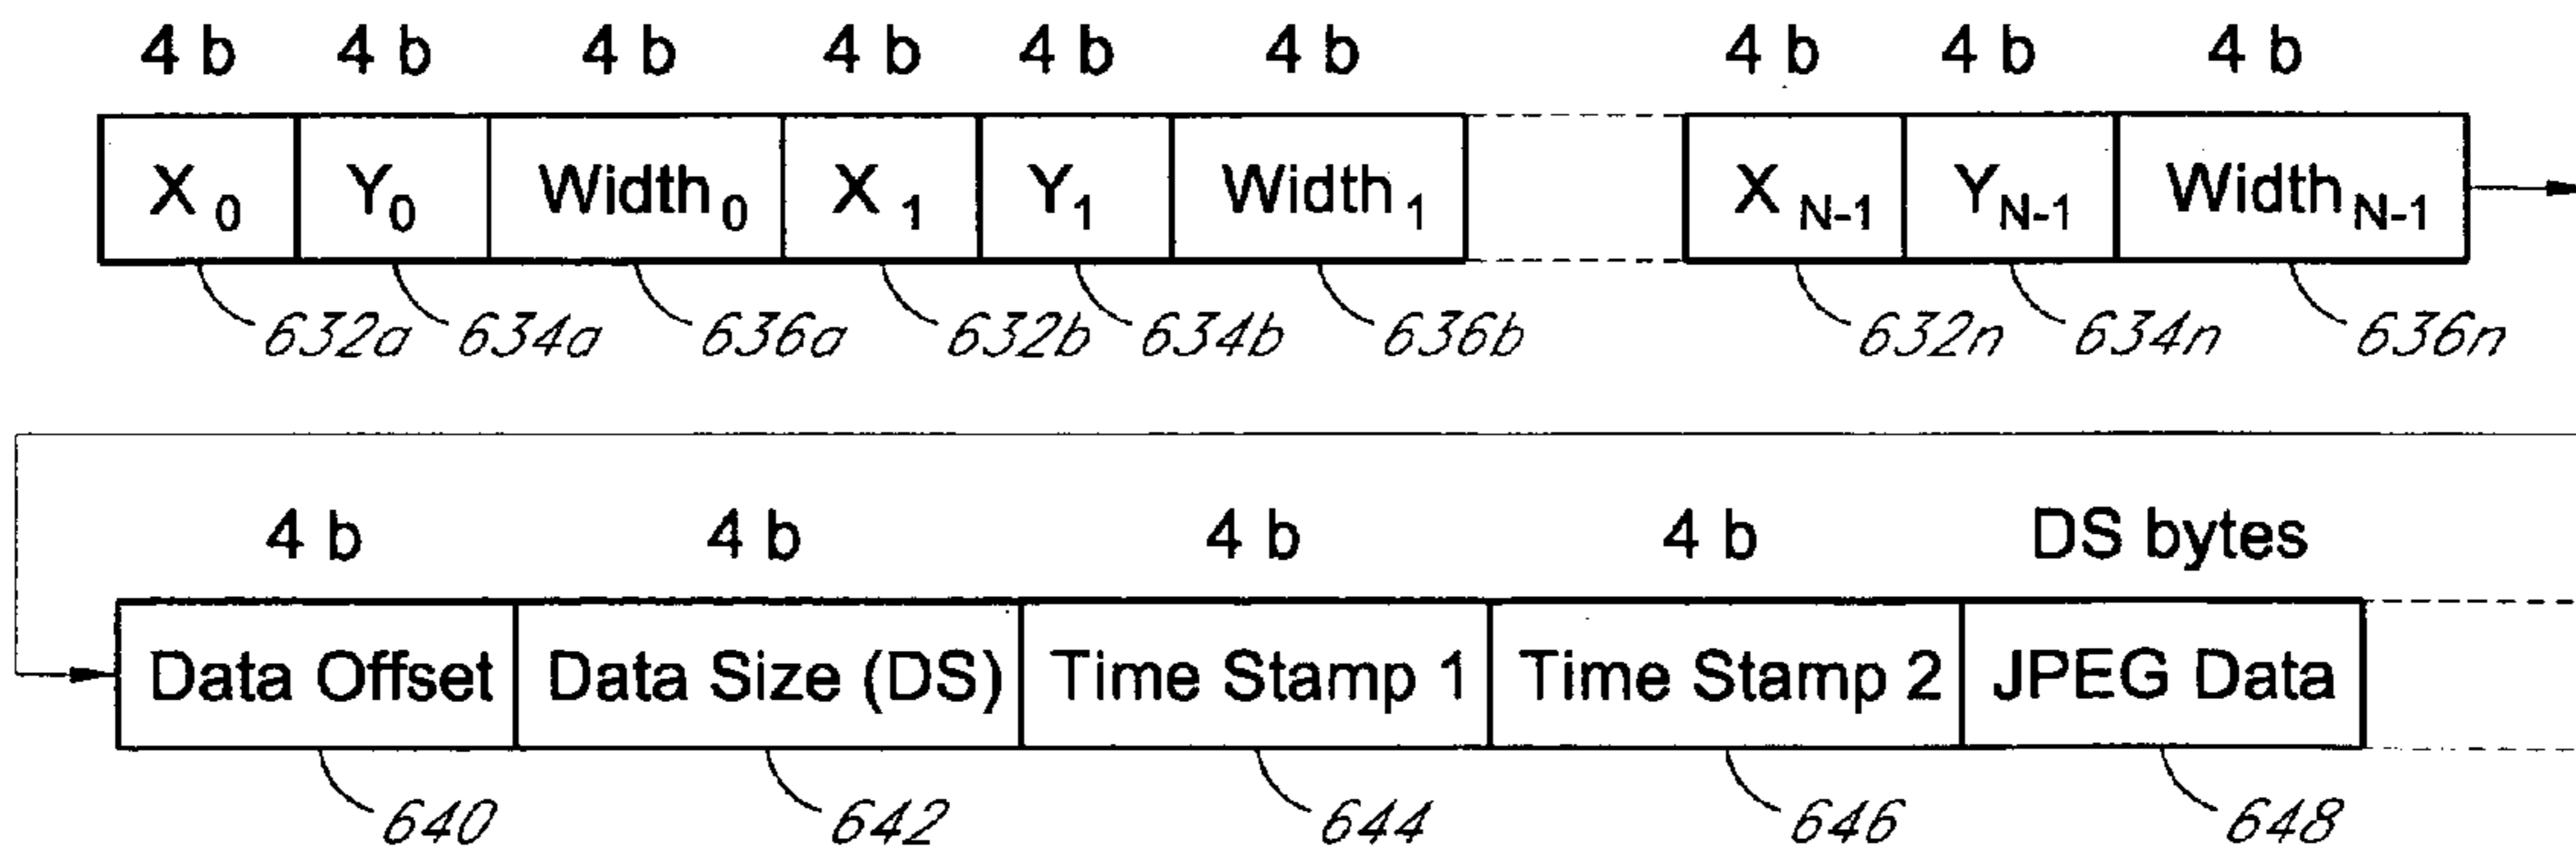 4 b 4 b 4 b 4 b 4 b 4 b 4 b 4 b 4 b
X0 Y0 Width0 X1 Y1 Width1 XN-1 YN-1 WidthN-1
632a 634a 636a 632b 634b 636b 632n 634n 636n
4 b 4 b 4 b 4 b DS bytes
Data Offset Data Size (DS) Time Stamp 1 Time Stamp 2 JPEG Data
640 642 644 646 648